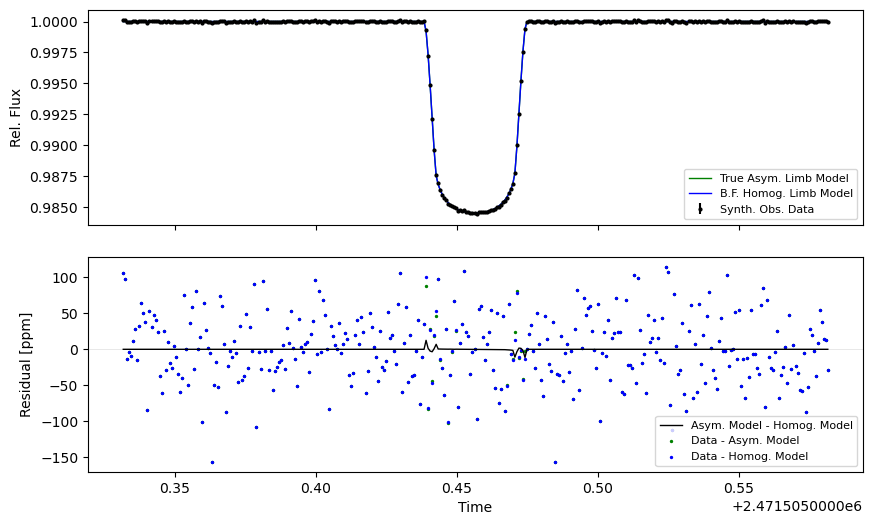 1.0000
0.9975
0.9950
0.9925
0.9900
0.9875
0.9850
Rel. Flux
True Asym. Limb Model
B.F. Homog. Limb Model
Synth. Obs. Data
100
50
0
−50
−100
−150
Residual [ppm]
Asym. Model - Homog. Model
Data - Asym. Model
Data - Homog. Model
0.35
0.40
0.45
0.50
0.55
Time
+2.4715050000e6